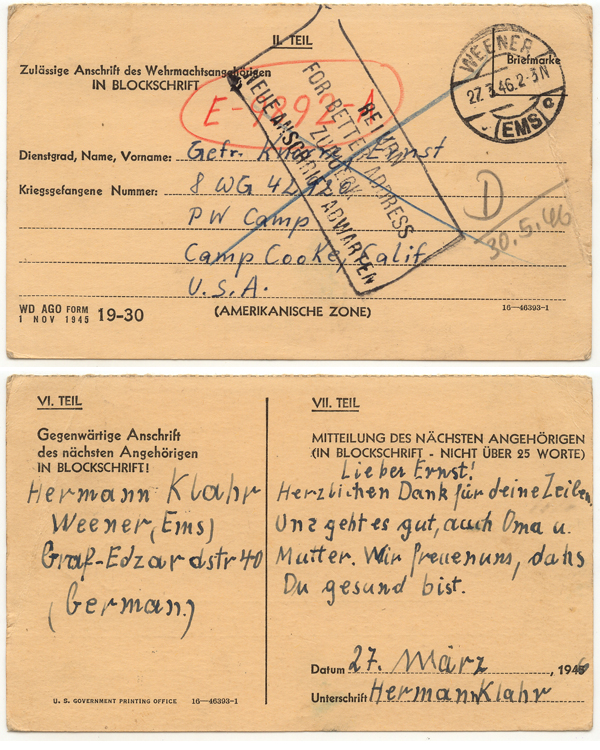 II. TEIL
Zulässige Anschrift des Wehrmachtsangehörigen
IN BLOCKSCHRIFT
Briefmarke
WEENER
27.3.46.2-3N
(EMS) c
RETURN
FOR BETTER ADDRESS
ZURUECK
NEUE ANSCHRIFT ABWARTEN
Dienstgrad, Name, Vorname: Gefr. Ernst
Kriegsgefangene Nummer: 8 WG
PW Camp
Camp Cooke, Calif.
U.S.A.
D
30.5.46
WD AGO FORM 19-30
1 NOV 1945
(AMERIKANISCHE ZONE)
16—46393-1
VI. TEIL
Gegenwärtige Anschrift
des nächsten Angehörigen
IN BLOCKSCHRIFT!
Hermann Klahr
Weener, (Ems)
Graf-Edzardstr 40
(Germany)
U. S. GOVERNMENT PRINTING OFFICE 16—46393-1
VII. TEIL
MITTEILUNG DES NÄCHSTEN ANGEHÖRIGEN
(IN BLOCKSCHRIFT - NICHT ÜBER 25 WORTE)
Lieber Ernst!
Herzlichen Dank für deine Zeilen.
Uns geht es gut, auch Oma u.
Mutter. Wir freuen uns, dahs
Du gesund bist.
Datum 27. März, 1946
Unterschrift Hermann Klahr